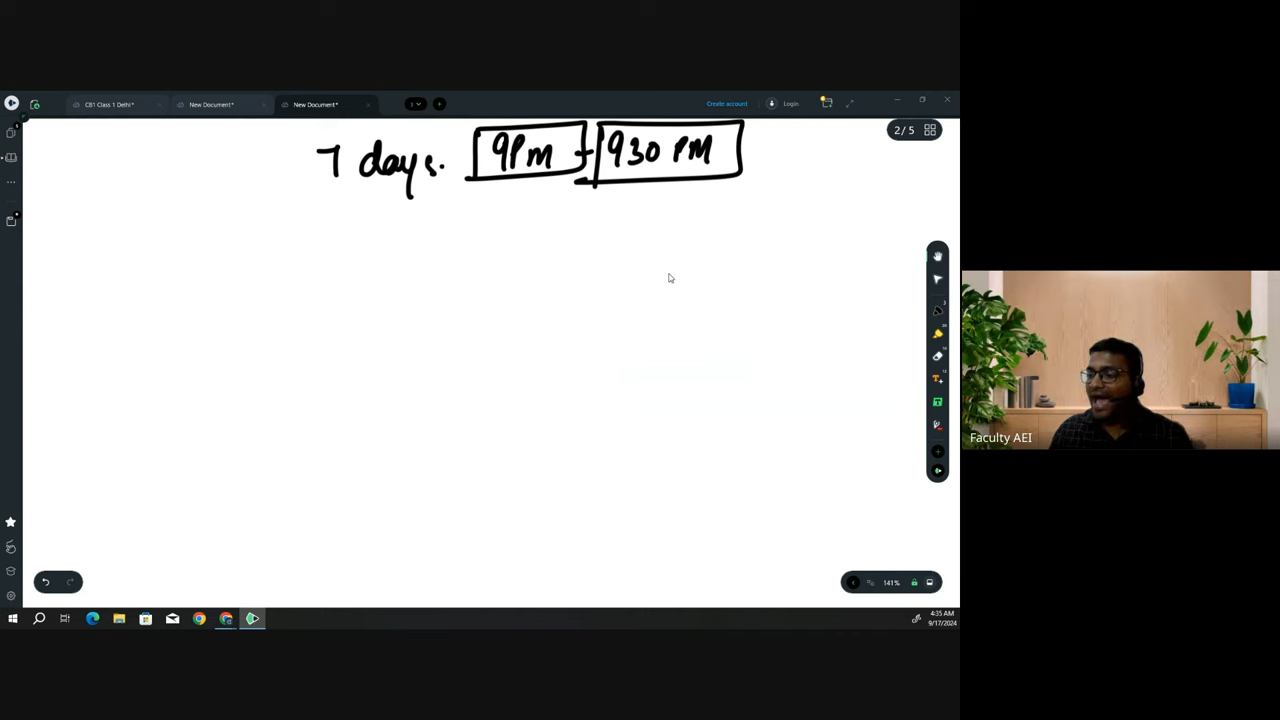 CB1 Class 1 Delhi*
New Document*
New Document*
1
Create account
Login
2/5
7 days. 9PM - 930 PM
Faculty AEI
141%
4:35 AM
9/17/2024